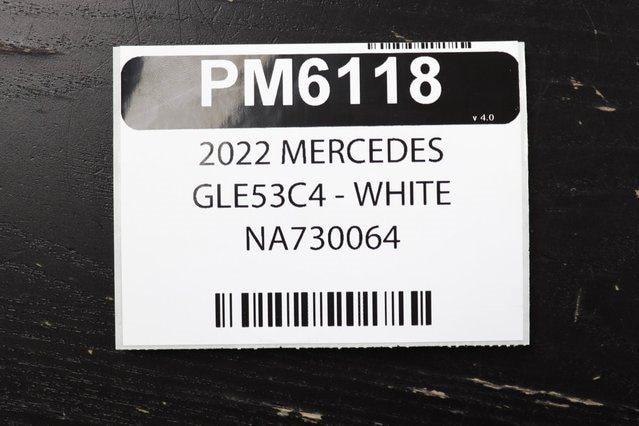 PM6118
v 4.0
2022 MERCEDES
GLE53C4 - WHITE
NA730064